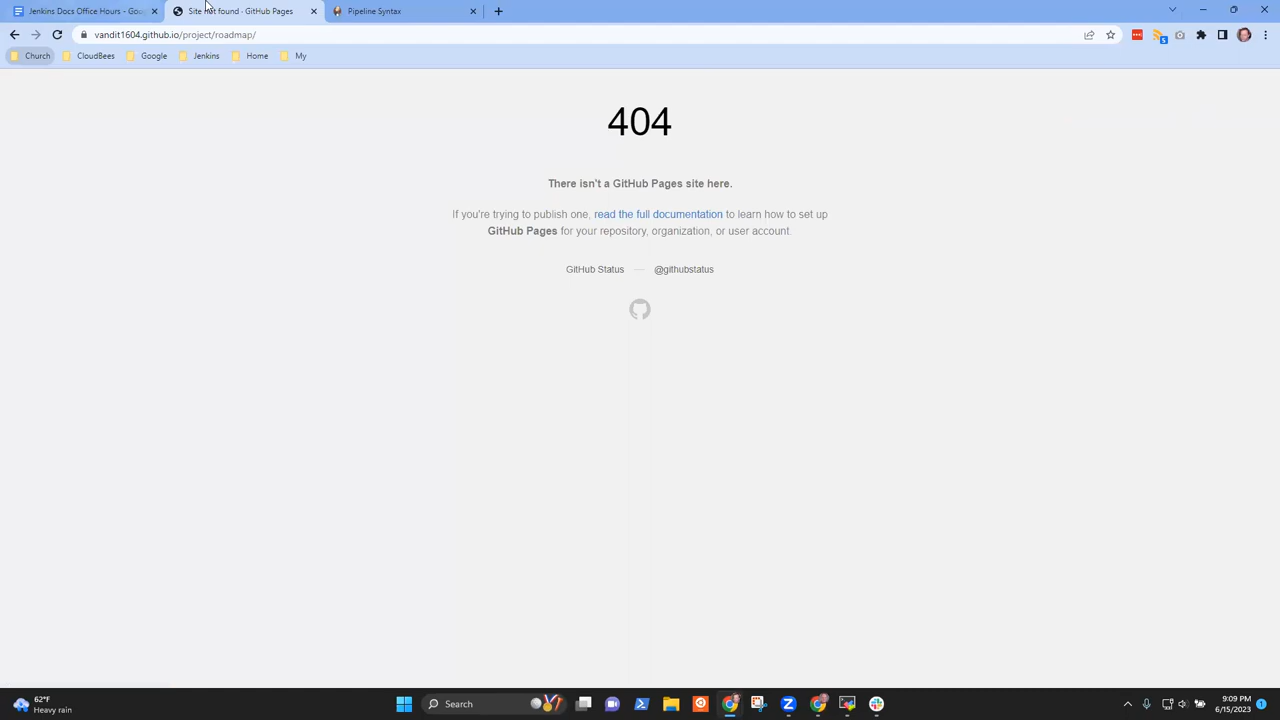 Jenkins Docs Office Hours - Goo
Site not found · GitHub Pages
Pipeline Syntax
vandit1604.github.io/project/roadmap/
Church
CloudBees
Google
Jenkins
Home
My
404
There isn't a GitHub Pages site here.
If you're trying to publish one, read the full documentation to learn how to set up
GitHub Pages for your repository, organization, or user account.
GitHub Status — @githubstatus
62°F
Heavy rain
Search
9:09 PM
6/15/2023